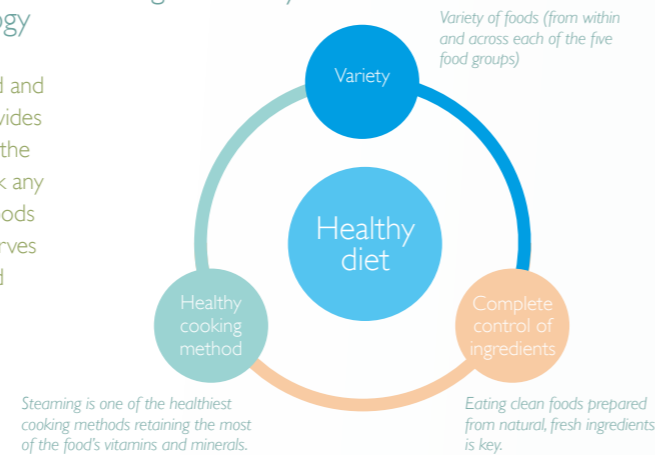 ogy
d and
vides
the
k any
oods
rves
d
Variety of foods (from within
and across each of the five
food groups)
Variety
Healthy
diet
Healthy
cooking
method
Complete
control of
ingredients
Steaming is one of the healthiest
cooking methods retaining the most
of the food's vitamins and minerals.
Eating clean foods prepared
from natural, fresh ingredients
is key.